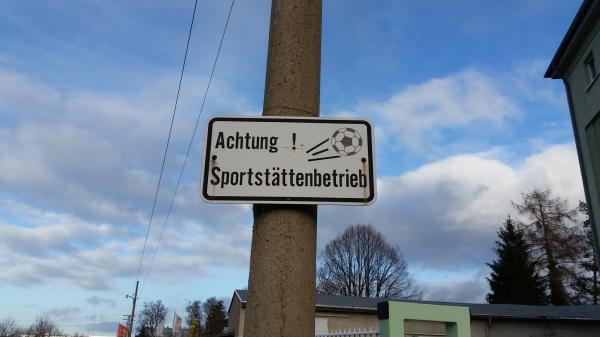 Achtung !
Sportstättenbetrieb